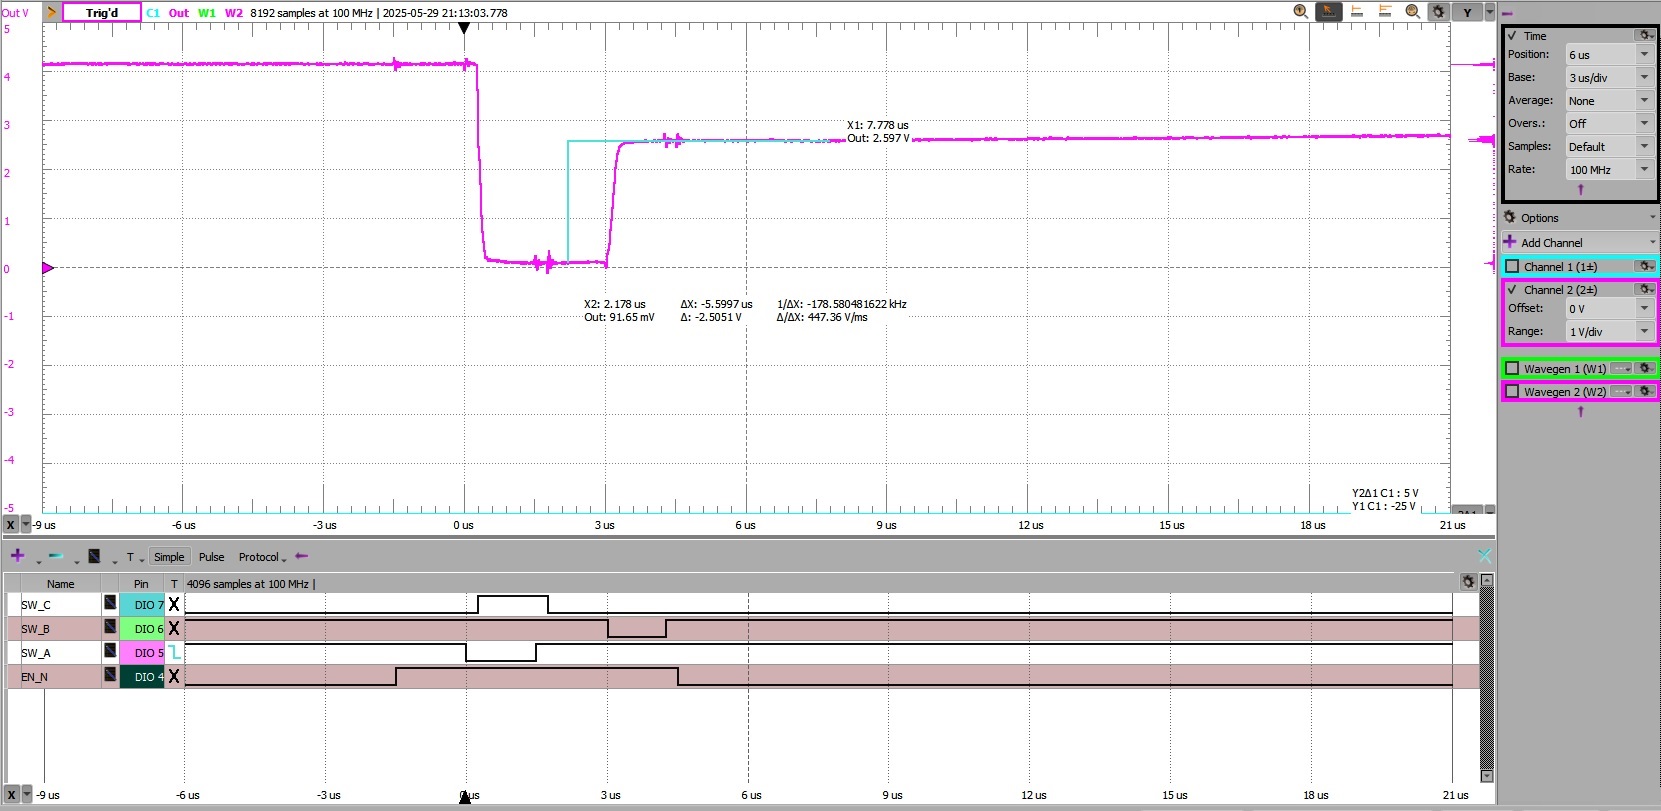 Out V Trig'd C1 Out W1 W2 8192 samples at 100 MHz | 2025-05-29 21:13:03.778 Y
5
4
3
2
1
0
-1
-2
-3
-4
-5
X1: 7.778 us
Out: 2.597 V
X2: 2.178 us ΔX: -5.5997 us 1/ΔX: -178.580481622 kHz
Out: 91.65 mV Δ: -2.5051 V Δ/ΔX: 447.36 V/ms
Y2Δ1 C1 : 5 V
Y1 C1 : -25 V
X -9 us -6 us -3 us 0 us 3 us 6 us 9 us 12 us 15 us 18 us 21 us
Time
Position: 6 us
Base: 3 us/div
Average: None
Overs.: Off
Samples: Default
Rate: 100 MHz
Options
Add Channel
Channel 1 (1±)
Channel 2 (2±)
Offset: 0 V
Range: 1 V/div
Wavegen 1 (W1) ---
Wavegen 2 (W2) ---
T Simple Pulse Protocol
Name Pin T 4096 samples at 100 MHz |
SW_C DIO 7 X
SW_B DIO 6 X
SW_A DIO 5
EN_N DIO 4 X
X -9 us -6 us -3 us 0 us 3 us 6 us 9 us 12 us 15 us 18 us 21 us